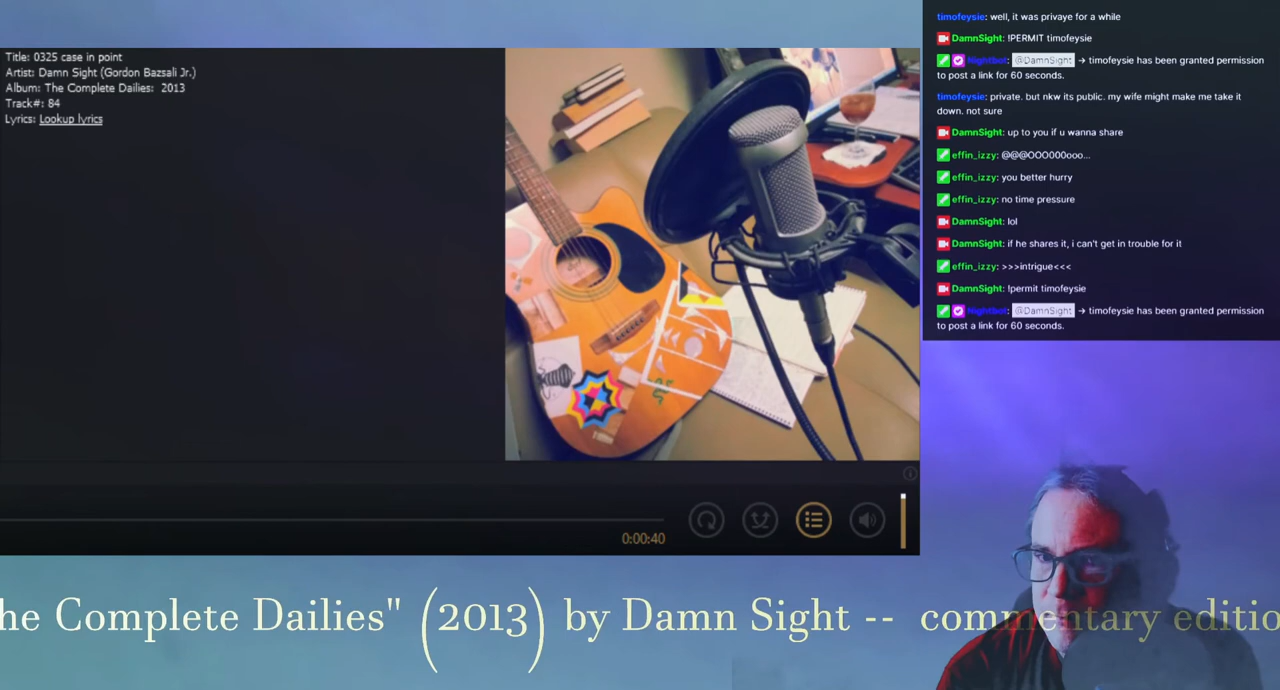 Title: 0325 case in point
Artist: Damn Sight (Gordon Bazsali Jr.)
Album: The Complete Dailies:  2013
Track#: 84
Lyrics: Lookup lyrics
0:00:40
he Complete Dailies" (2013) by Damn Sight -- commentary editio
timofeysie: well, it was privaye for a while
DamnSight: !PERMIT timofeysie
Nightbot: @DamnSight -> timofeysie has been granted permission
to post a link for 60 seconds.
timofeysie: private. but nkw its public. my wife might make me take it
down. not sure
DamnSight: up to you if u wanna share
effin_izzy: @@@OOO000ooo...
effin_izzy: you better hurry
effin_izzy: no time pressure
DamnSight: lol
DamnSight: if he shares it, i can't get in trouble for it
effin_izzy: >>>intrigue<<<
DamnSight: !permit timofeysie
Nightbot: @DamnSight -> timofeysie has been granted permission
to post a link for 60 seconds.